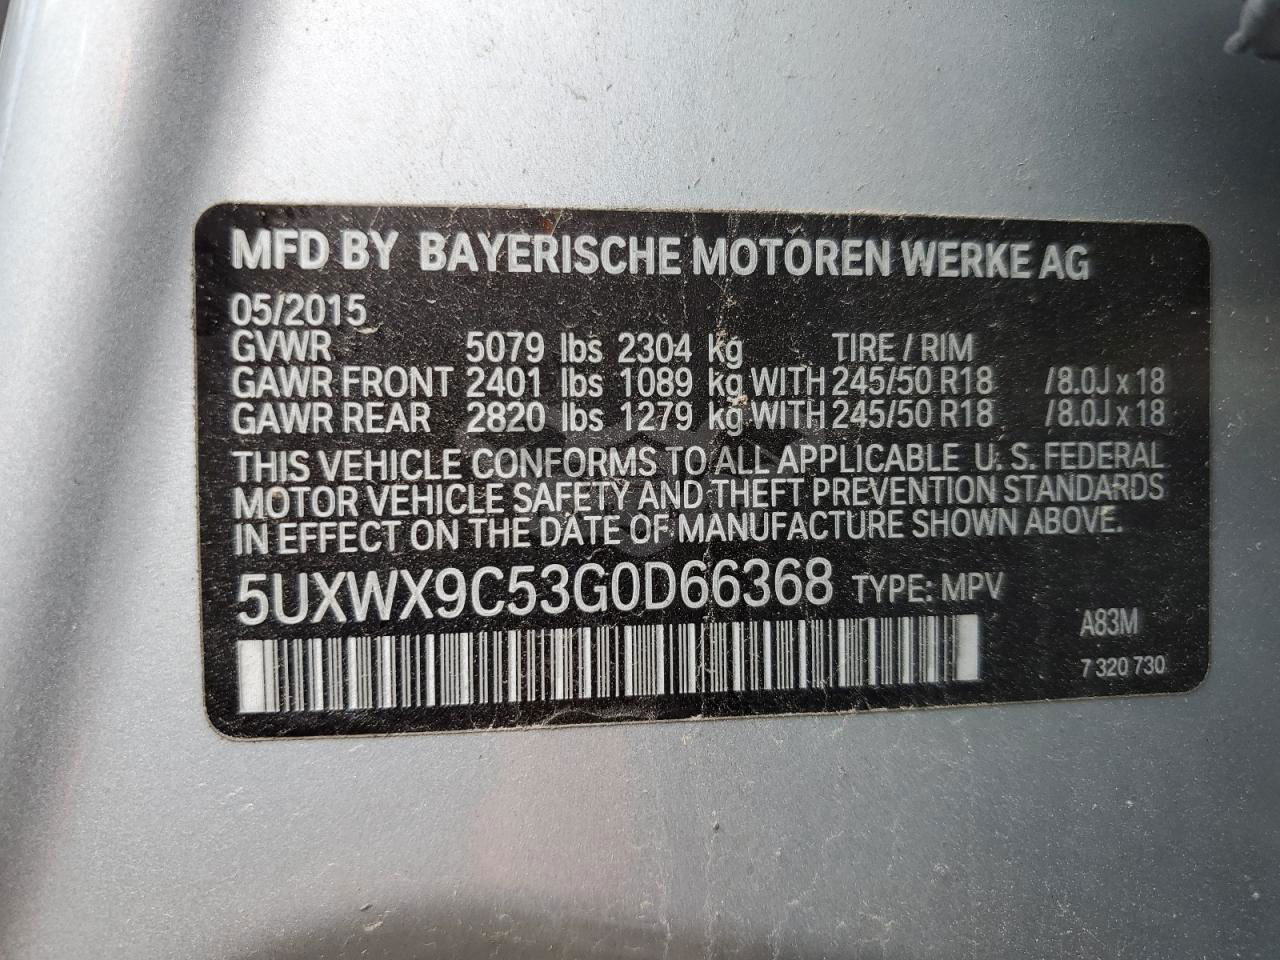 MFD BY BAYERISCHE MOTOREN WERKE AG
05/2015
GVWR 5079 lbs 2304 kg TIRE / RIM
GAWR FRONT 2401 lbs 1089 kg WITH 245/50 R18 /8.0J x 18
GAWR REAR 2820 lbs 1279 kg WITH 245/50 R18 /8.0J x 18
THIS VEHICLE CONFORMS TO ALL APPLICABLE U. S. FEDERAL
MOTOR VEHICLE SAFETY AND THEFT PREVENTION STANDARDS
IN EFFECT ON THE DATE OF MANUFACTURE SHOWN ABOVE.
5UXWX9C53G0D66368 TYPE: MPV
A83M
7 320 730